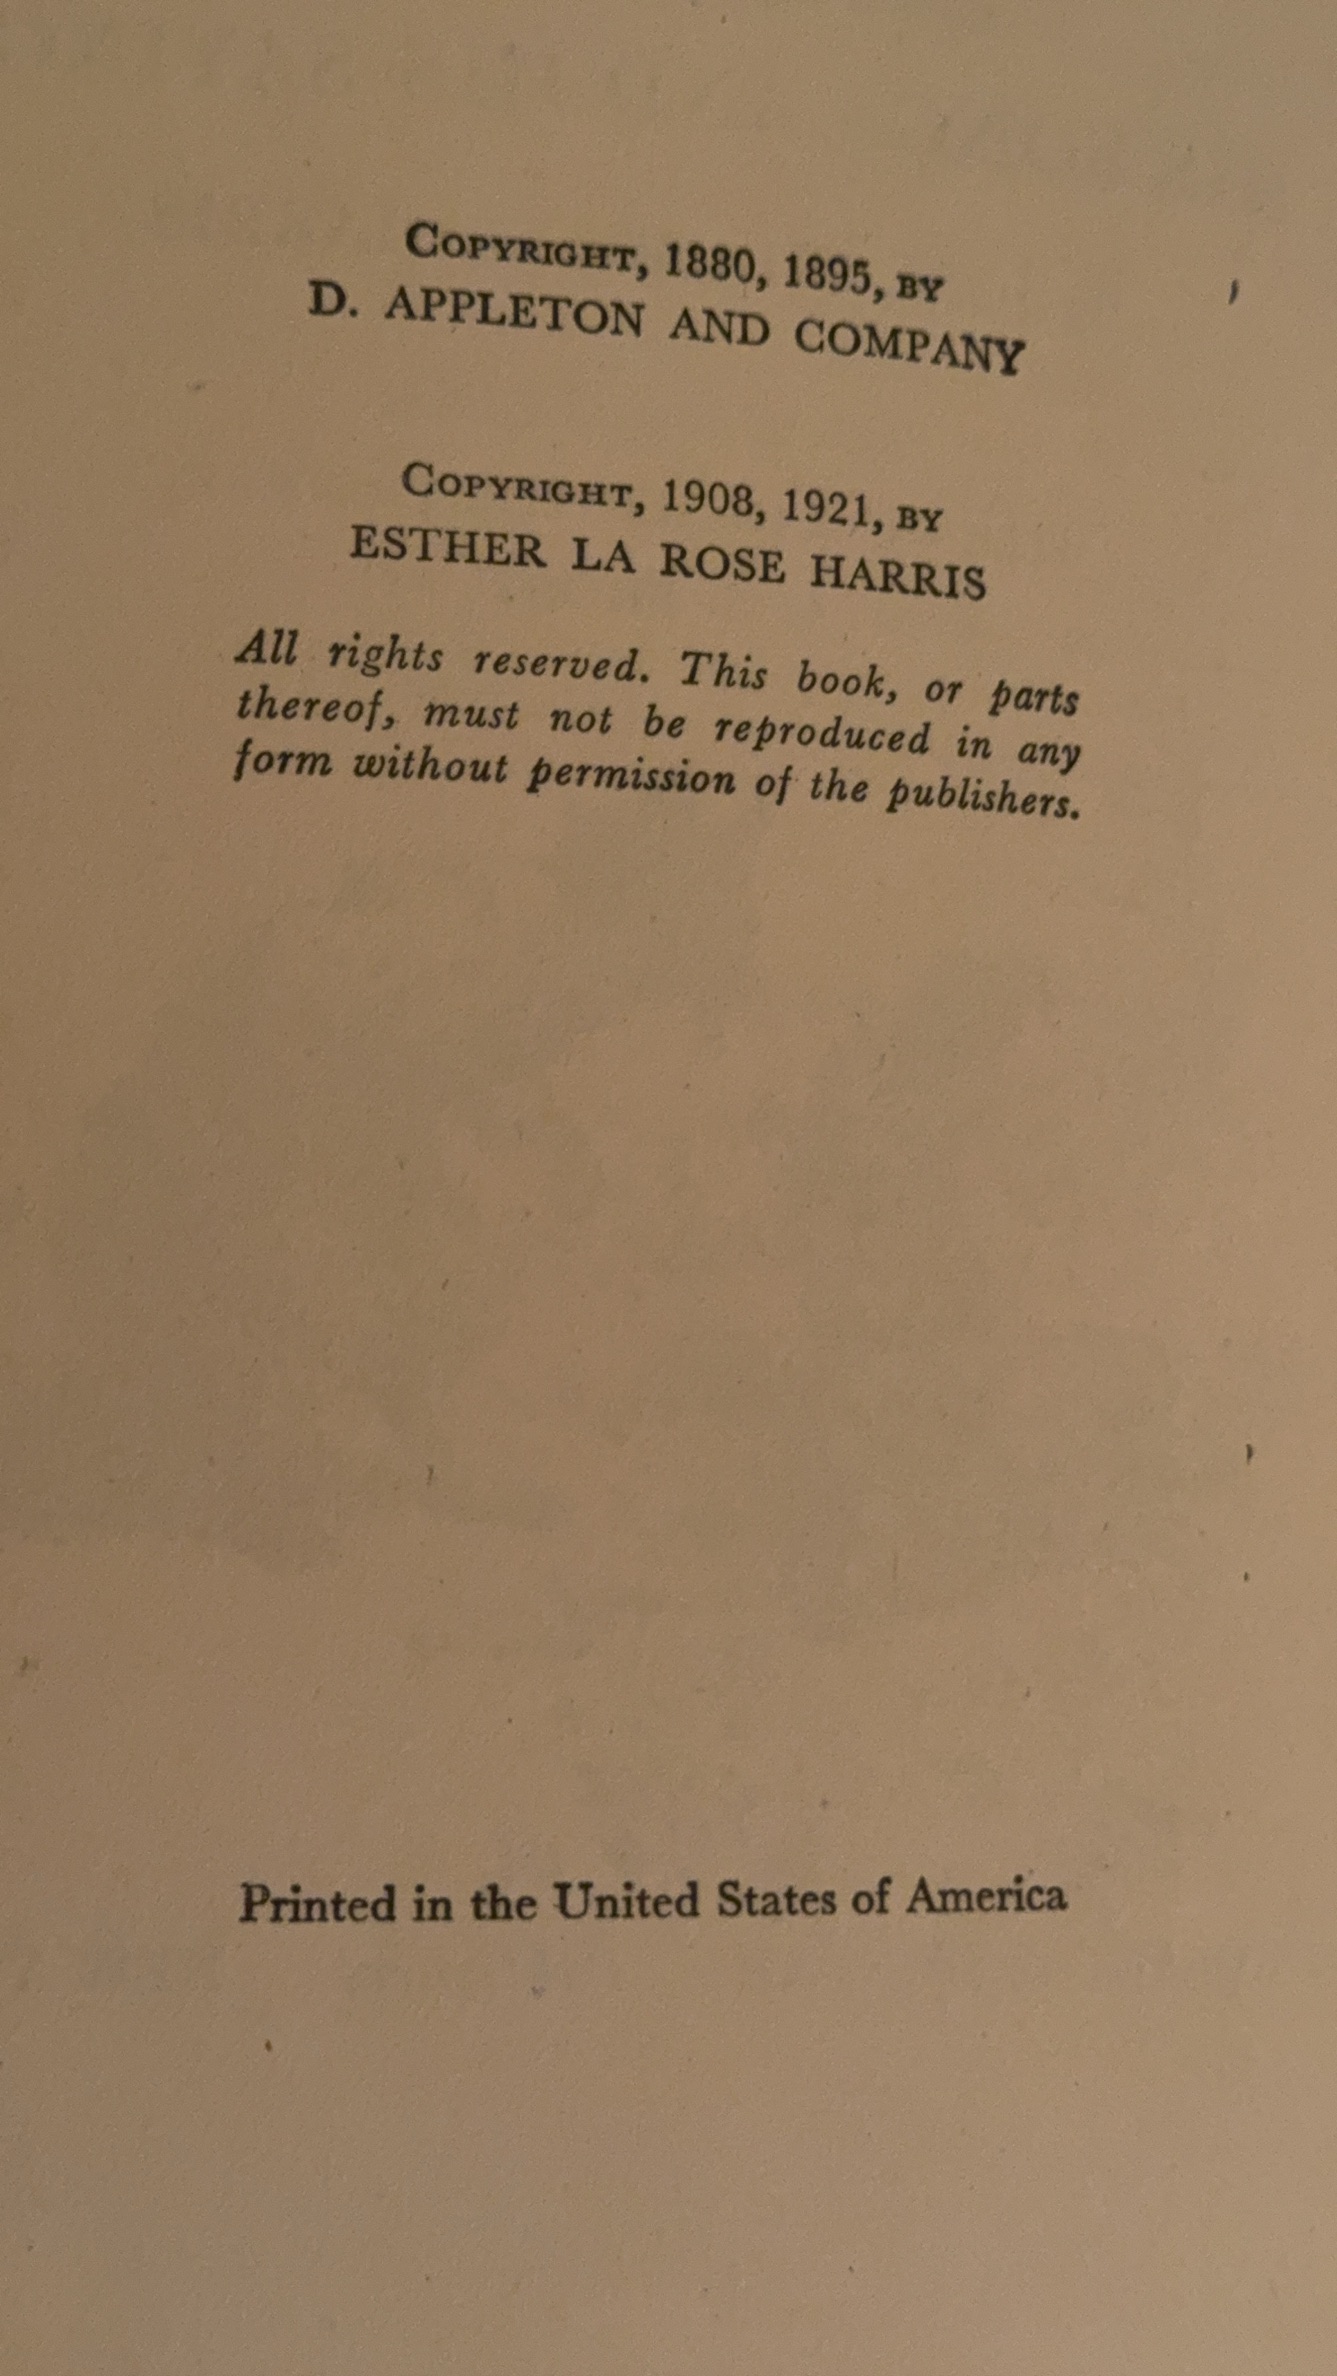 Copyright, 1880, 1895, by
D. APPLETON AND COMPANY
Copyright, 1908, 1921, by
ESTHER LA ROSE HARRIS
All rights reserved. This book, or parts
thereof, must not be reproduced in any
form without permission of the publishers.
Printed in the United States of America